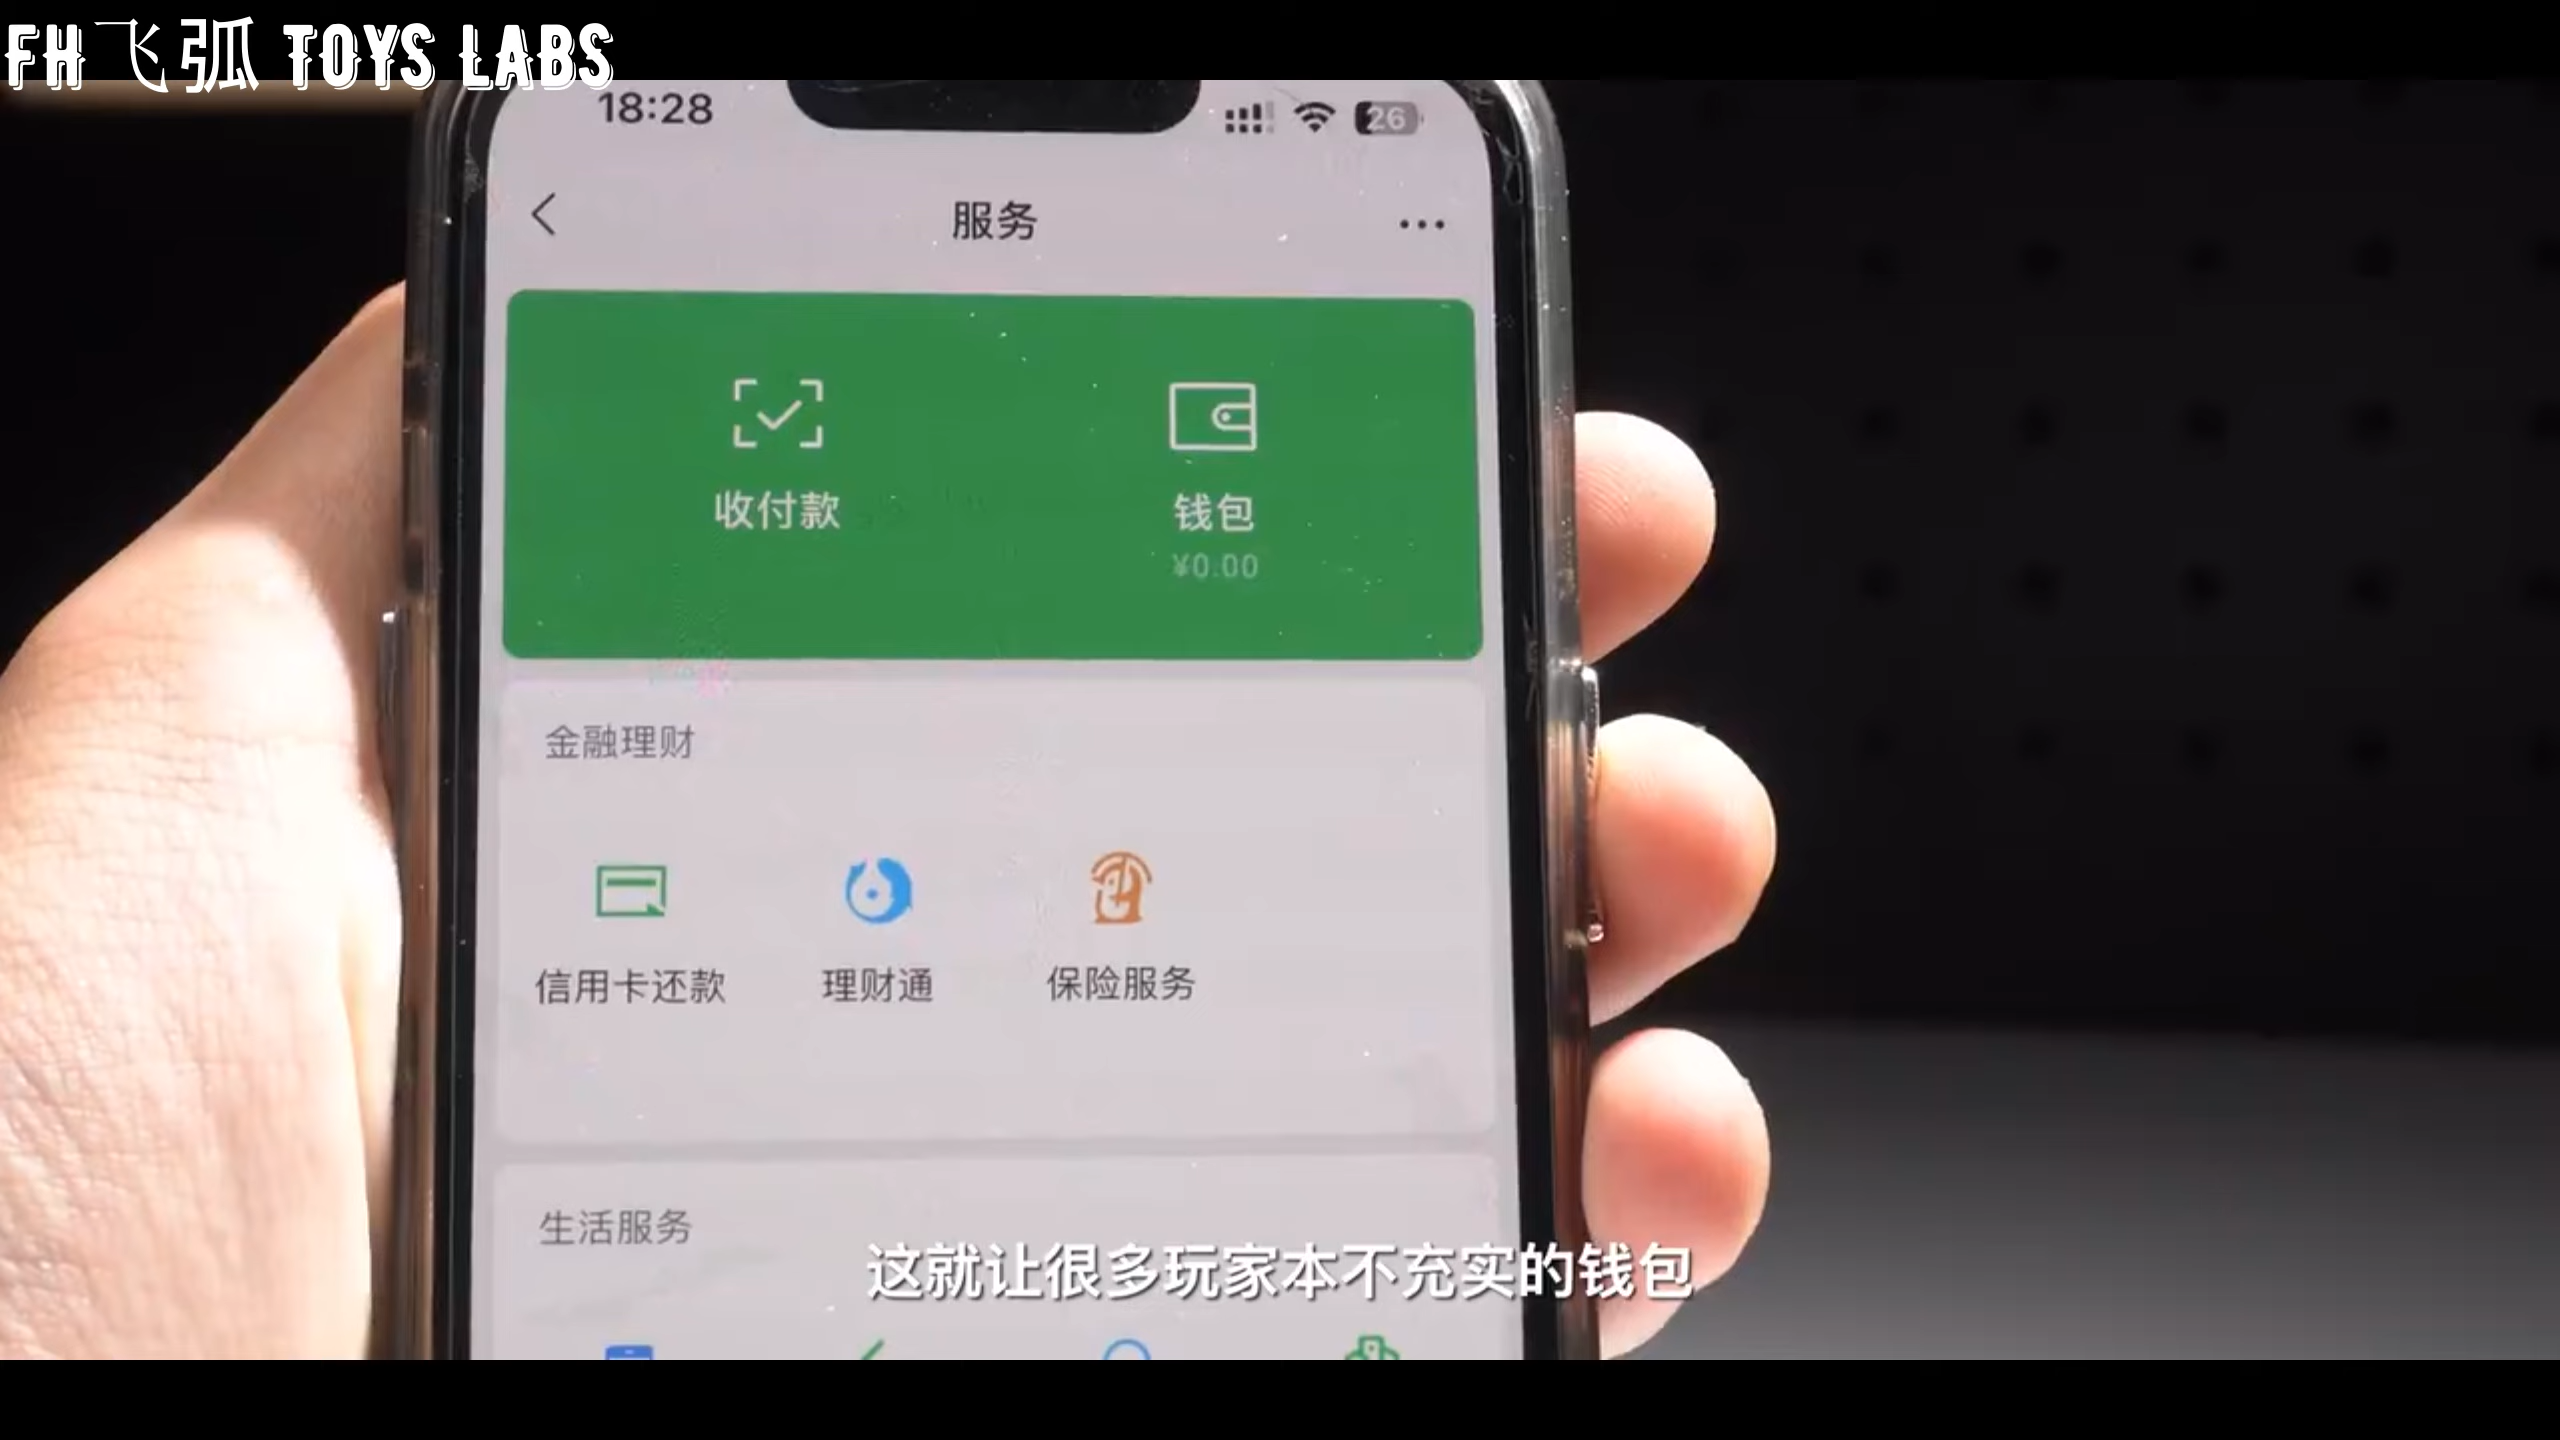 FH飞弧 TOYS LABS
18:28
26
服务
收付款
钱包
¥0.00
金融理财
信用卡还款
理财通
保险服务
生活服务
这就让很多玩家本不充实的钱包